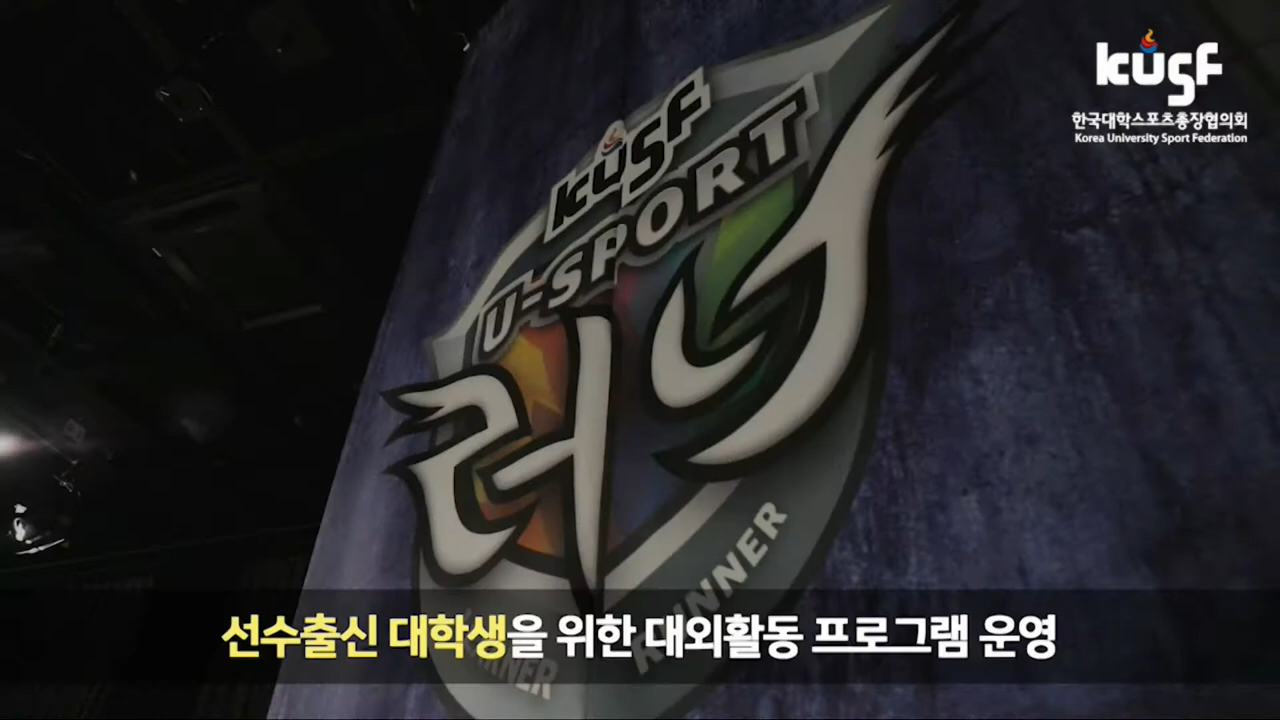 KUSF
한국대학스포츠총장협의회
Korea University Sport Federation
KUSF
U-SPORT
러너
RUNNER
선수출신 대학생을 위한 대외활동 프로그램 운영